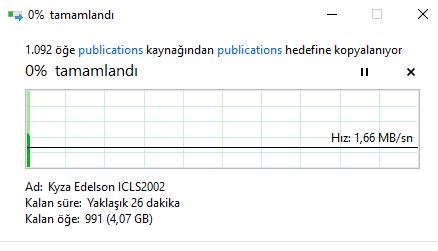 0% tamamlandı
1.092 öğe publications kaynağından publications hedefine kopyalanıyor
0% tamamlandı
Hız: 1,66 MB/sn
Ad: Kyza Edelson ICLS2002
Kalan süre: Yaklaşık 26 dakika
Kalan öğe: 991 (4,07 GB)